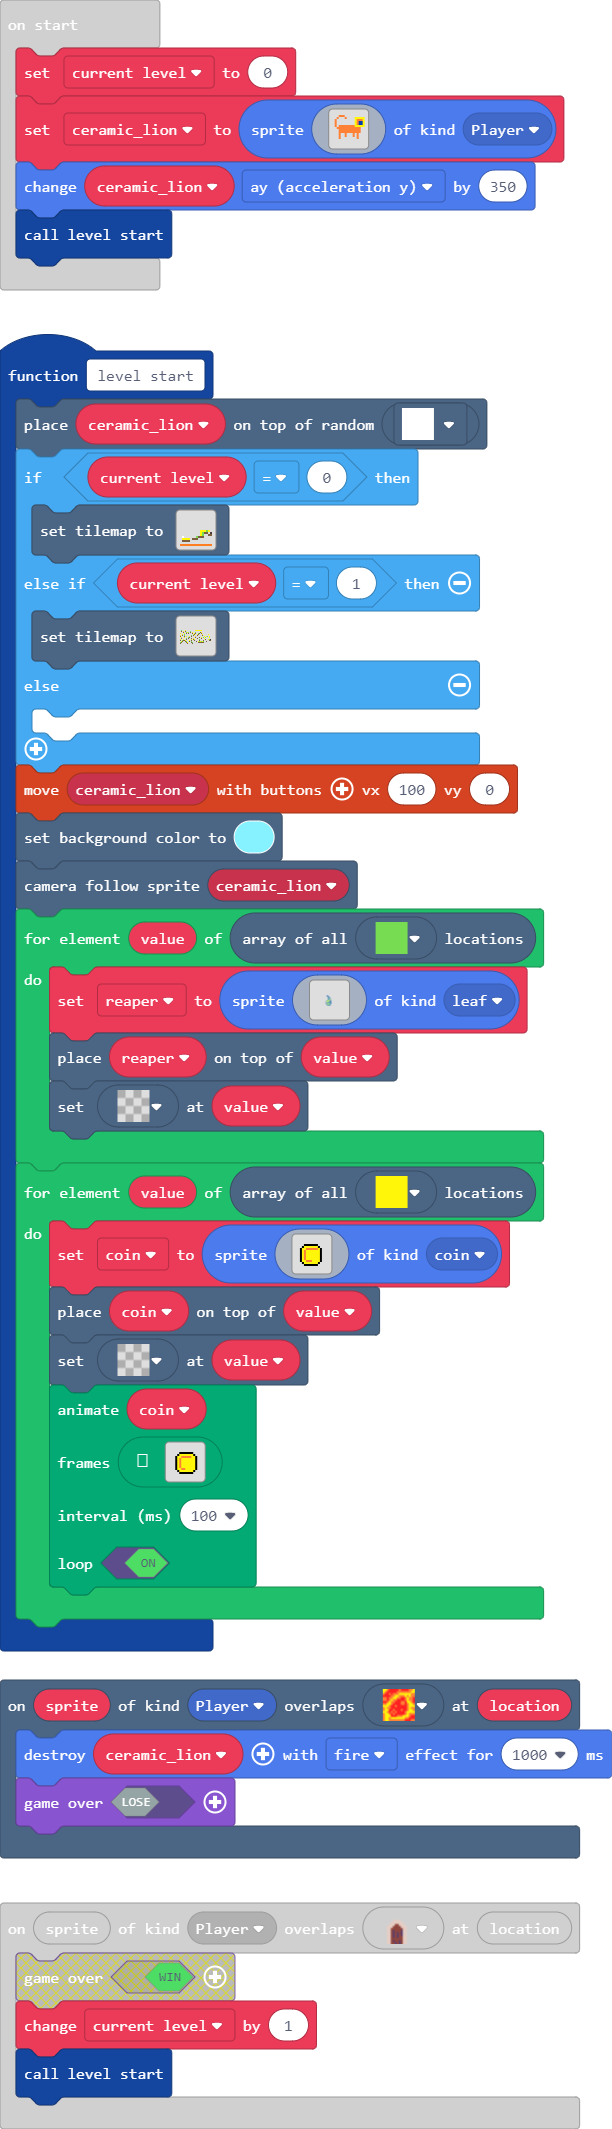 on start
set current level to 0
set ceramic_lion to sprite of kind Player
change ceramic_lion ay (acceleration y) by 350
call level start
function level start
place ceramic_lion on top of random
if current level = 0 then
set tilemap to
else if current level = 1 then
set tilemap to
else
move ceramic_lion with buttons vx 100 vy 0
set background color to
camera follow sprite ceramic_lion
for element value of array of all locations
do
set reaper to sprite of kind leaf
place reaper on top of value
set at value
for element value of array of all locations
do
set coin to sprite of kind coin
place coin on top of value
set at value
animate coin
frames
interval (ms) 100
loop ON
on sprite of kind Player overlaps at location
destroy ceramic_lion with fire effect for 1000 ms
game over LOSE
on sprite of kind Player overlaps at location
game over WIN
change current level by 1
call level start